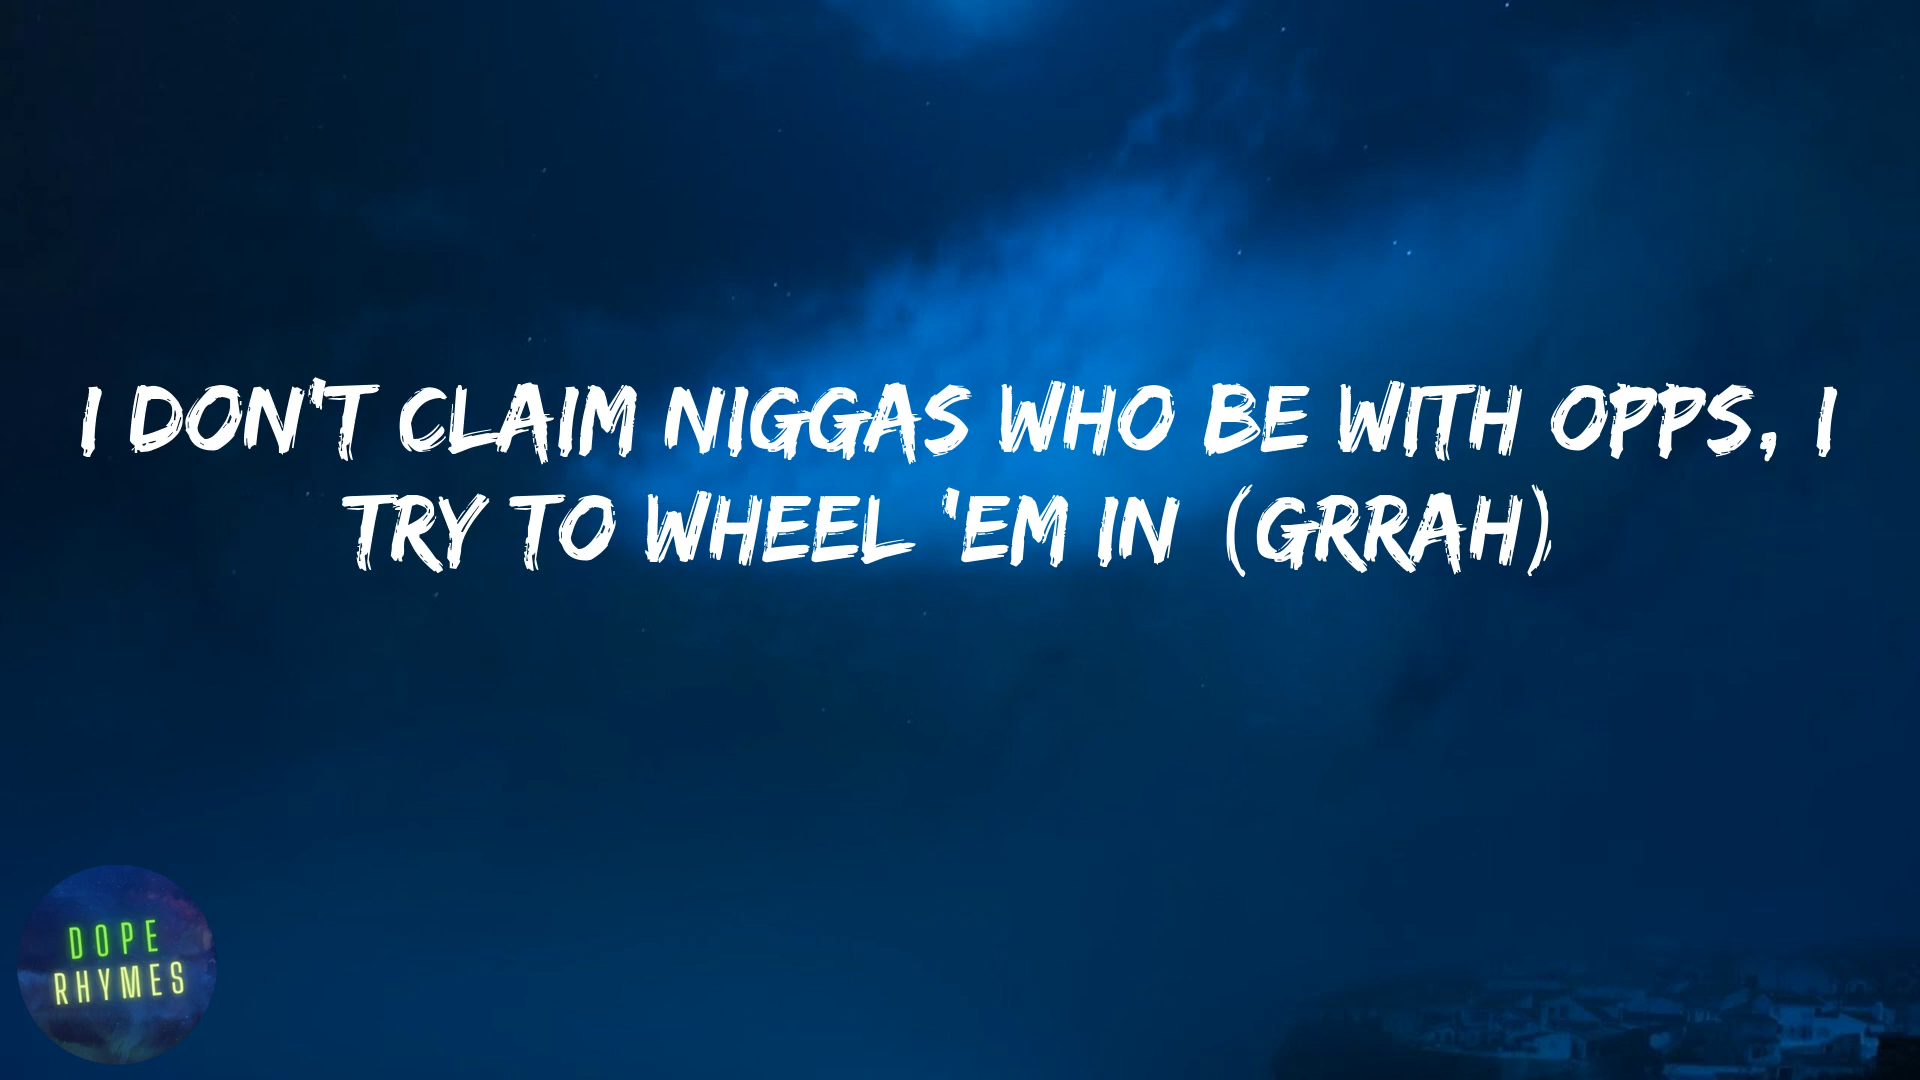 I DON'T CLAIM NIGGAS WHO BE WITH OPPS, I
TRY TO WHEEL 'EM IN (GRRAH)
DOPE
RHYMES